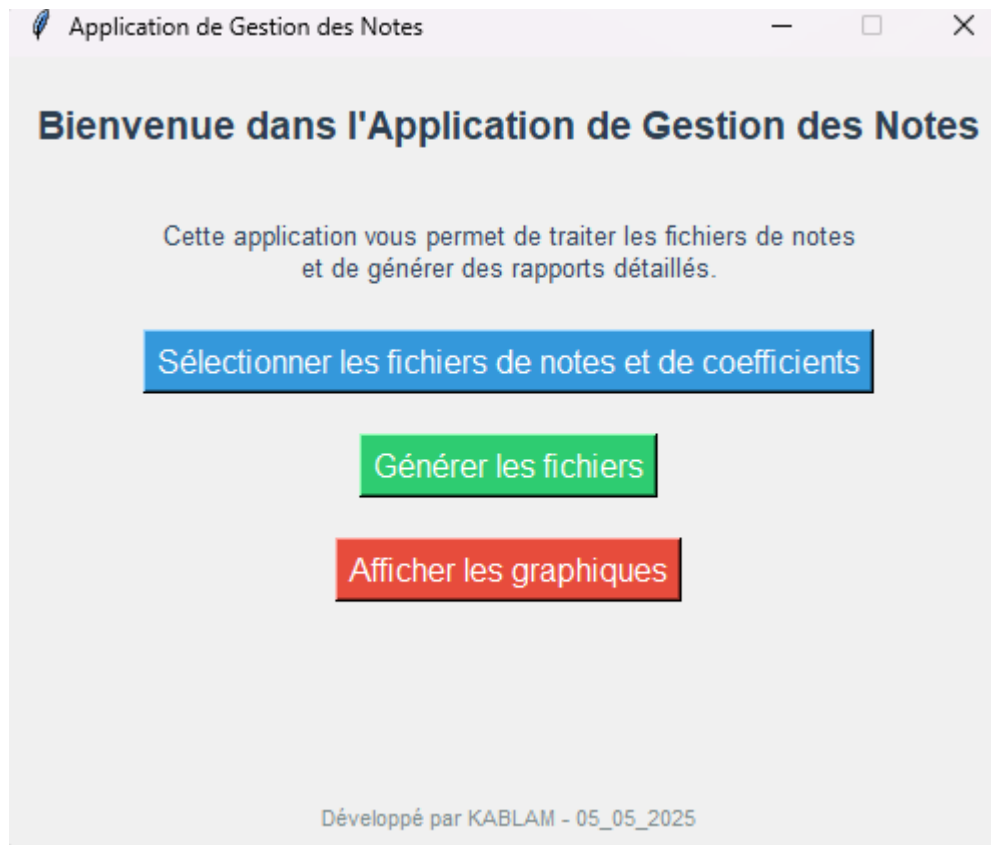 Application de Gestion des Notes
Bienvenue dans l'Application de Gestion des Notes
Cette application vous permet de traiter les fichiers de notes
et de générer des rapports détaillés.
Sélectionner les fichiers de notes et de coefficients
Générer les fichiers
Afficher les graphiques
Développé par KABLAM - 05_05_2025